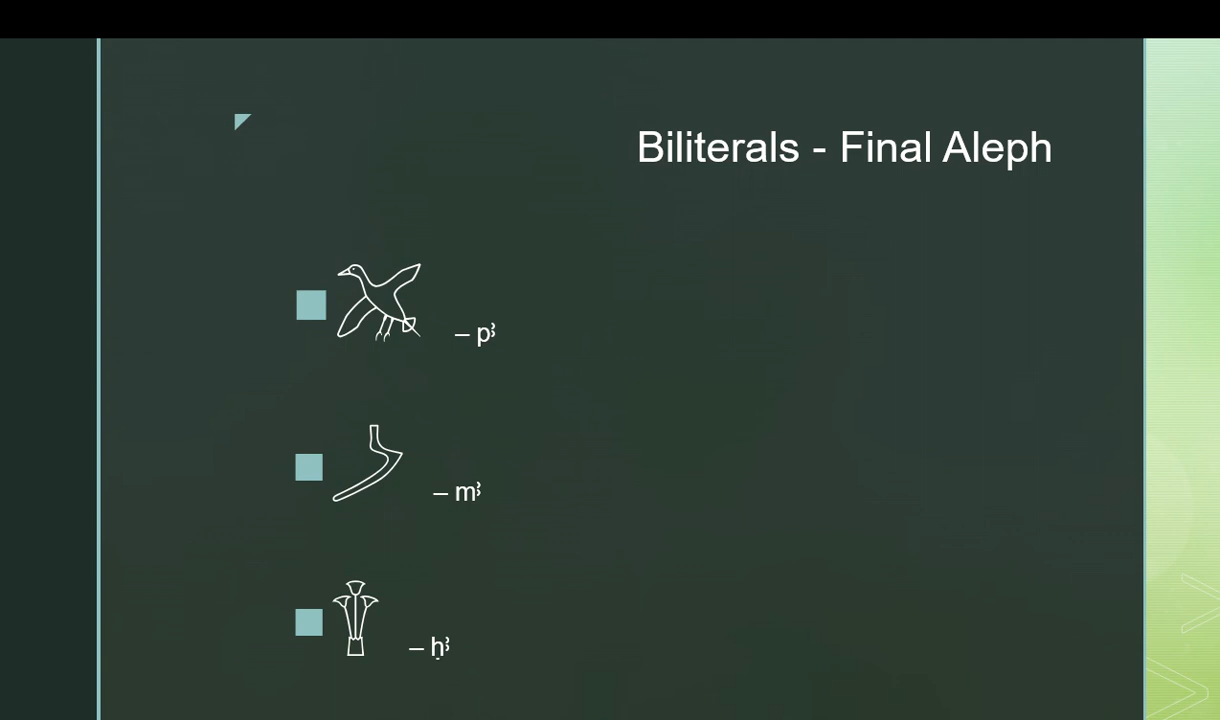 Biliterals - Final Aleph
𓅮 – pꜣ
𓌳 – mꜣ
𓇉 – ḥꜣ